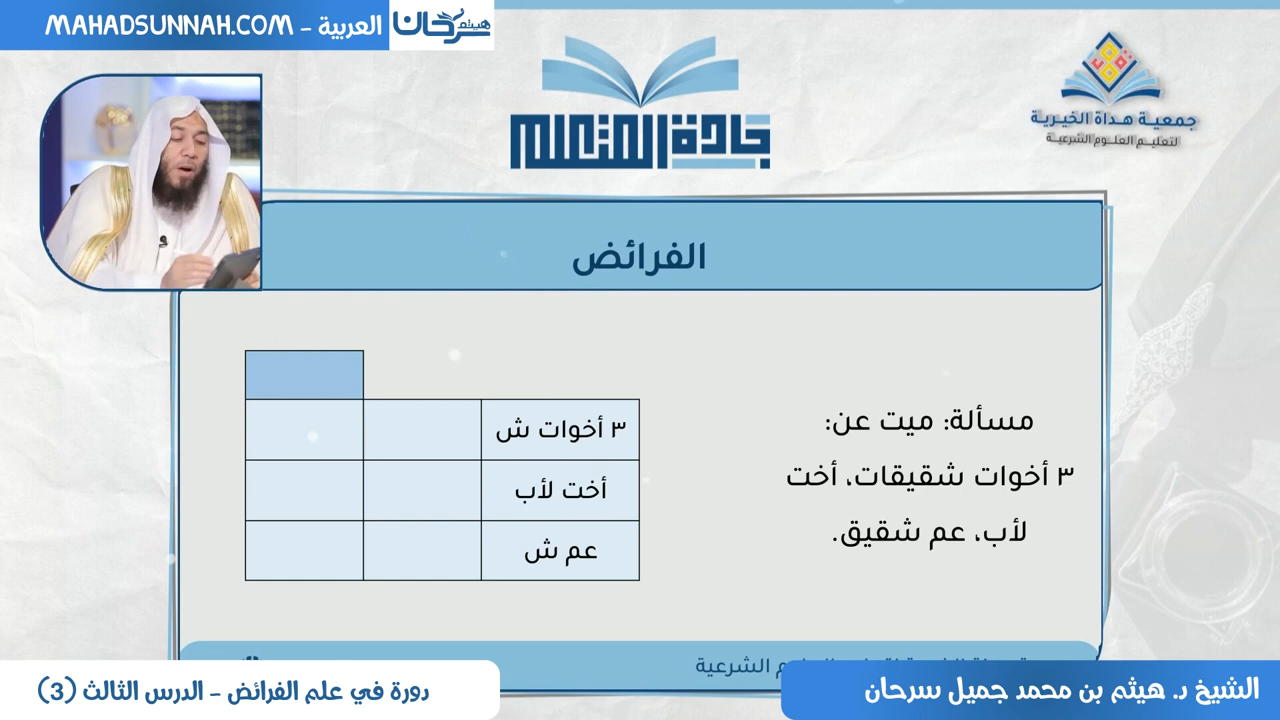 العربية - MAHADSUNNAH.COM
هيثم سرحان
جمعية هداة الخيرية
لتعليم العلوم الشرعية
جادة المتعلم
الفرائض
مسألة: ميت عن:
٣ أخوات شقيقات، أخت
لأب، عم شقيق.
٣ أخوات ش
أخت لأب
عم ش
الشرعية
الشيخ د. هيثم بن محمد جميل سرحان
دورة في علم الفرائض - الدرس الثالث (3)